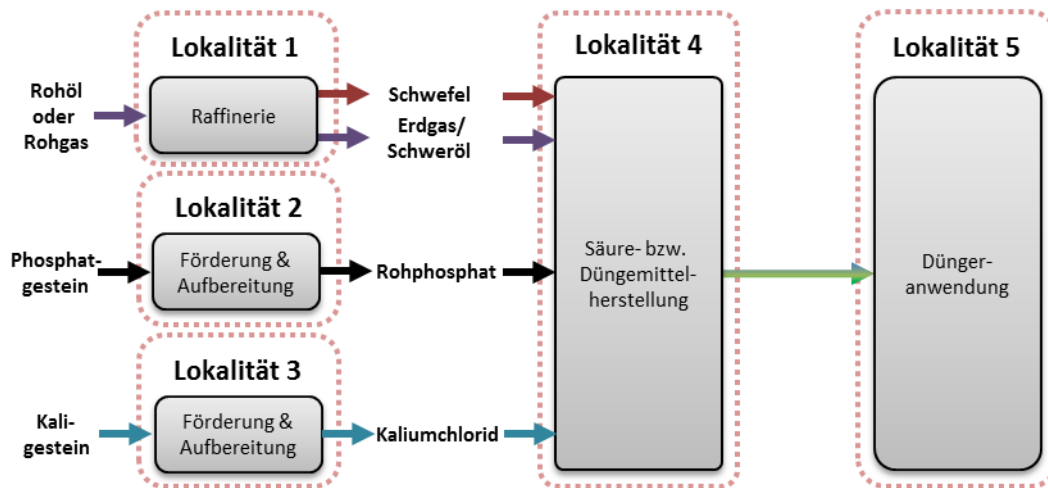 Lokalität 1
Rohöl
oder
Rohgas
Raffinerie
Schwefel
Erdgas/
Schweröl
Lokalität 2
Phosphat-
gestein
Förderung &
Aufbereitung
Rohphosphat
Lokalität 3
Kali-
gestein
Förderung &
Aufbereitung
Kaliumchlorid
Lokalität 4
Säure- bzw.
Düngemittel-
herstellung
Lokalität 5
Dünger-
anwendung